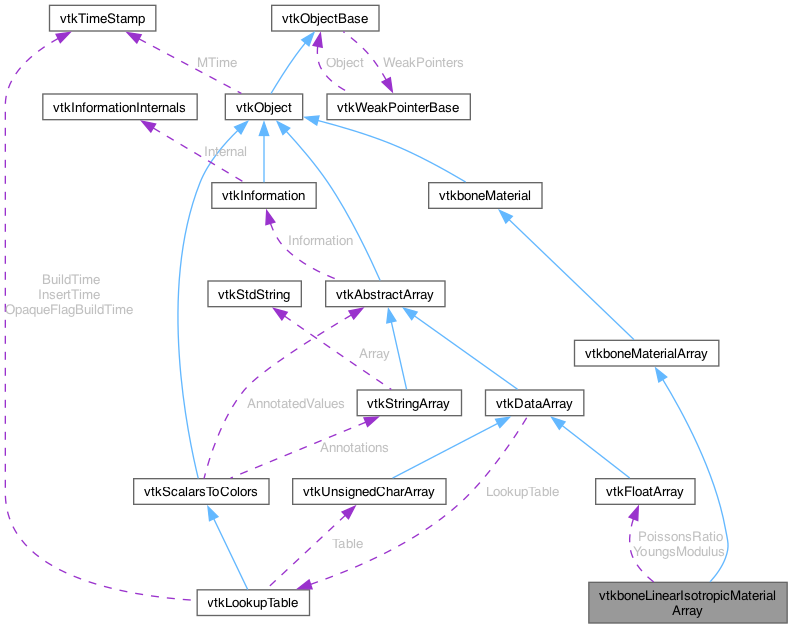 vtkTimeStamp
vtkObjectBase
MTime
Object
WeakPointers
vtkInformationInternals
vtkObject
vtkWeakPointerBase
Internal
vtkInformation
vtkboneMaterial
Information
BuildTime
InsertTime
OpaqueFlagBuildTime
vtkStdString
vtkAbstractArray
Array
vtkboneMaterialArray
AnnotatedValues
vtkStringArray
vtkDataArray
Annotations
vtkScalarsToColors
vtkUnsignedCharArray
LookupTable
vtkFloatArray
Table
PoissonsRatio
YoungsModulus
vtkLookupTable
vtkboneLinearIsotropicMaterial
Array